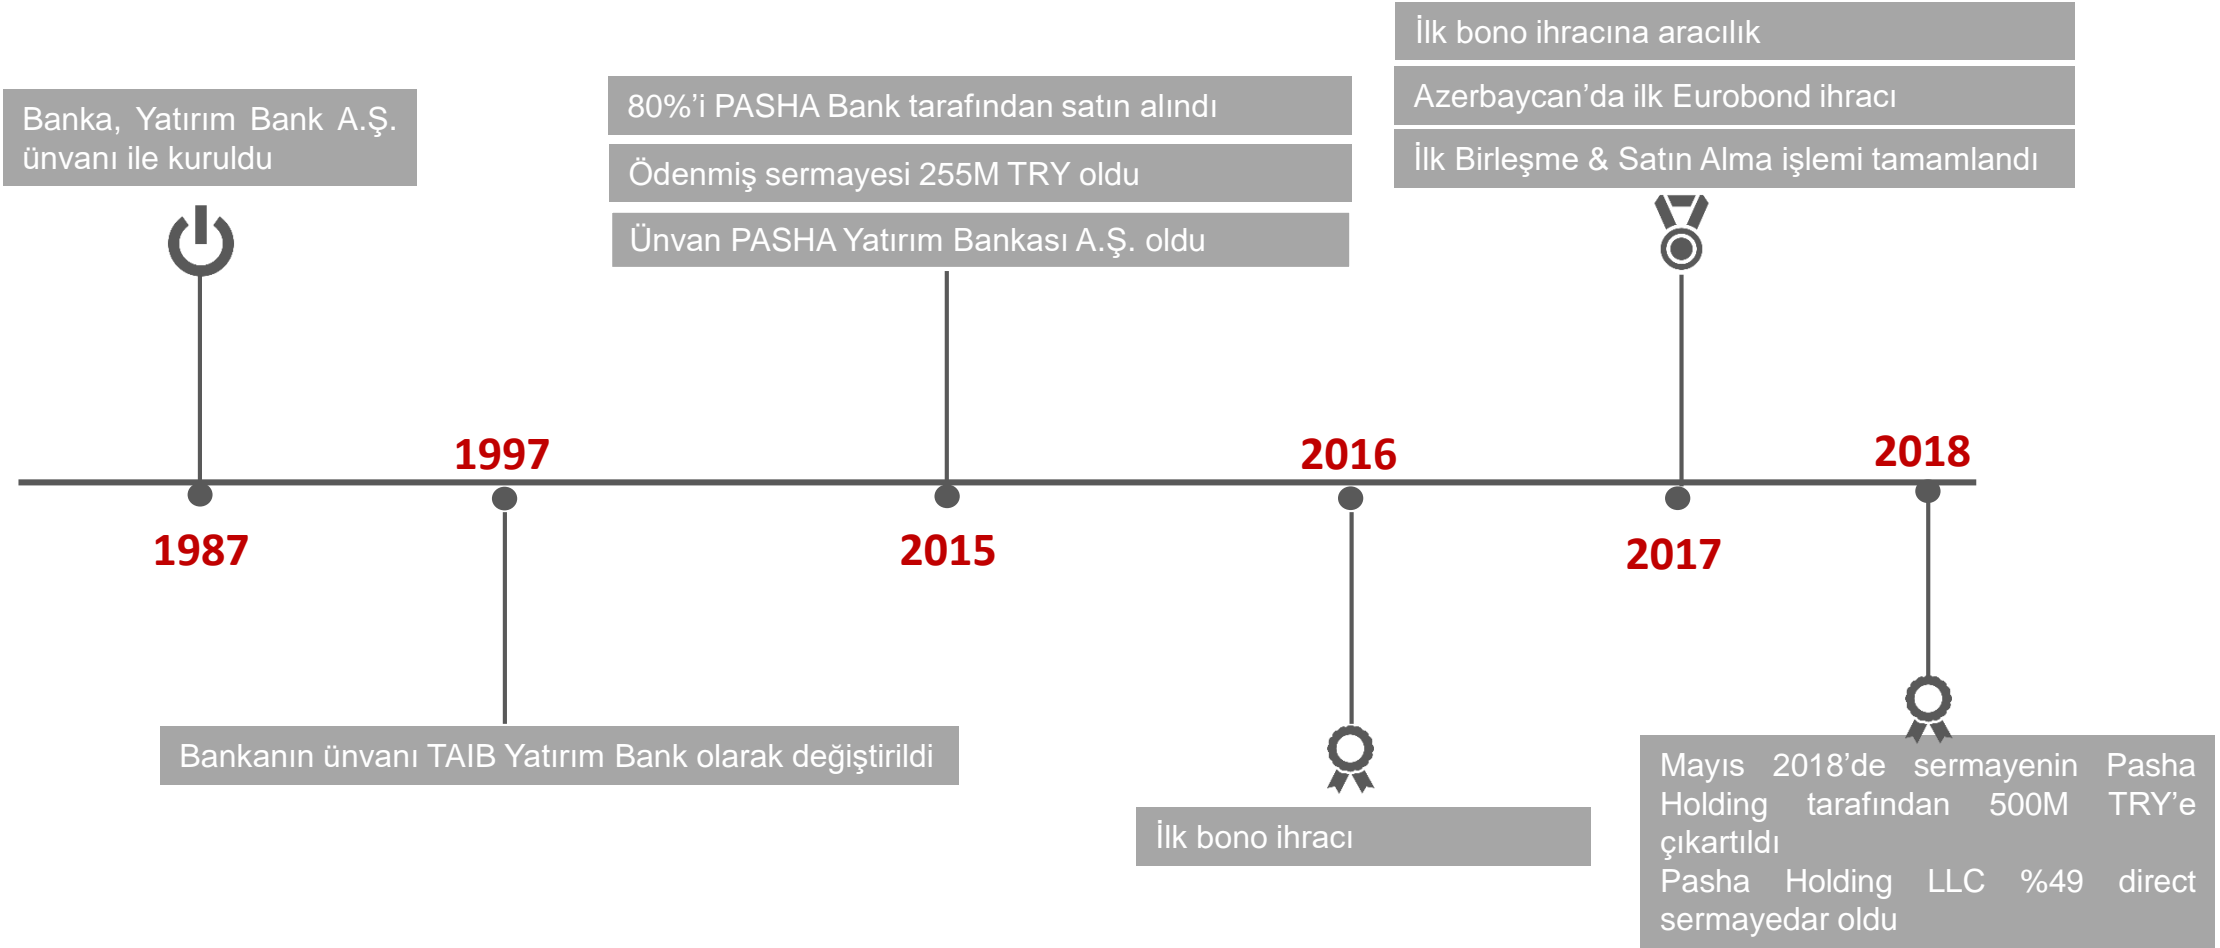 Banka, Yatırım Bank A.Ş.
ünvanı ile kuruldu
80%’i PASHA Bank tarafından satın alındı
Ödenmiş sermayesi 255M TRY oldu
Ünvan PASHA Yatırım Bankası A.Ş. oldu
İlk bono ihracına aracılık
Azerbaycan’da ilk Eurobond ihracı
İlk Birleşme & Satın Alma işlemi tamamlandı
1987
1997
2015
2016
2017
2018
Bankanın ünvanı TAIB Yatırım Bank olarak değiştirildi
İlk bono ihracı
Mayıs 2018’de sermayenin Pasha
Holding tarafından 500M TRY’e
çıkartıldı
Pasha Holding LLC %49 direct
sermayedar oldu